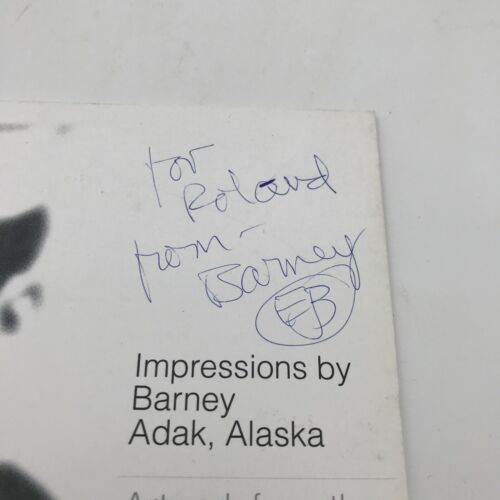 for
Roland
from -
Barney
EB
Impressions by
Barney
Adak, Alaska